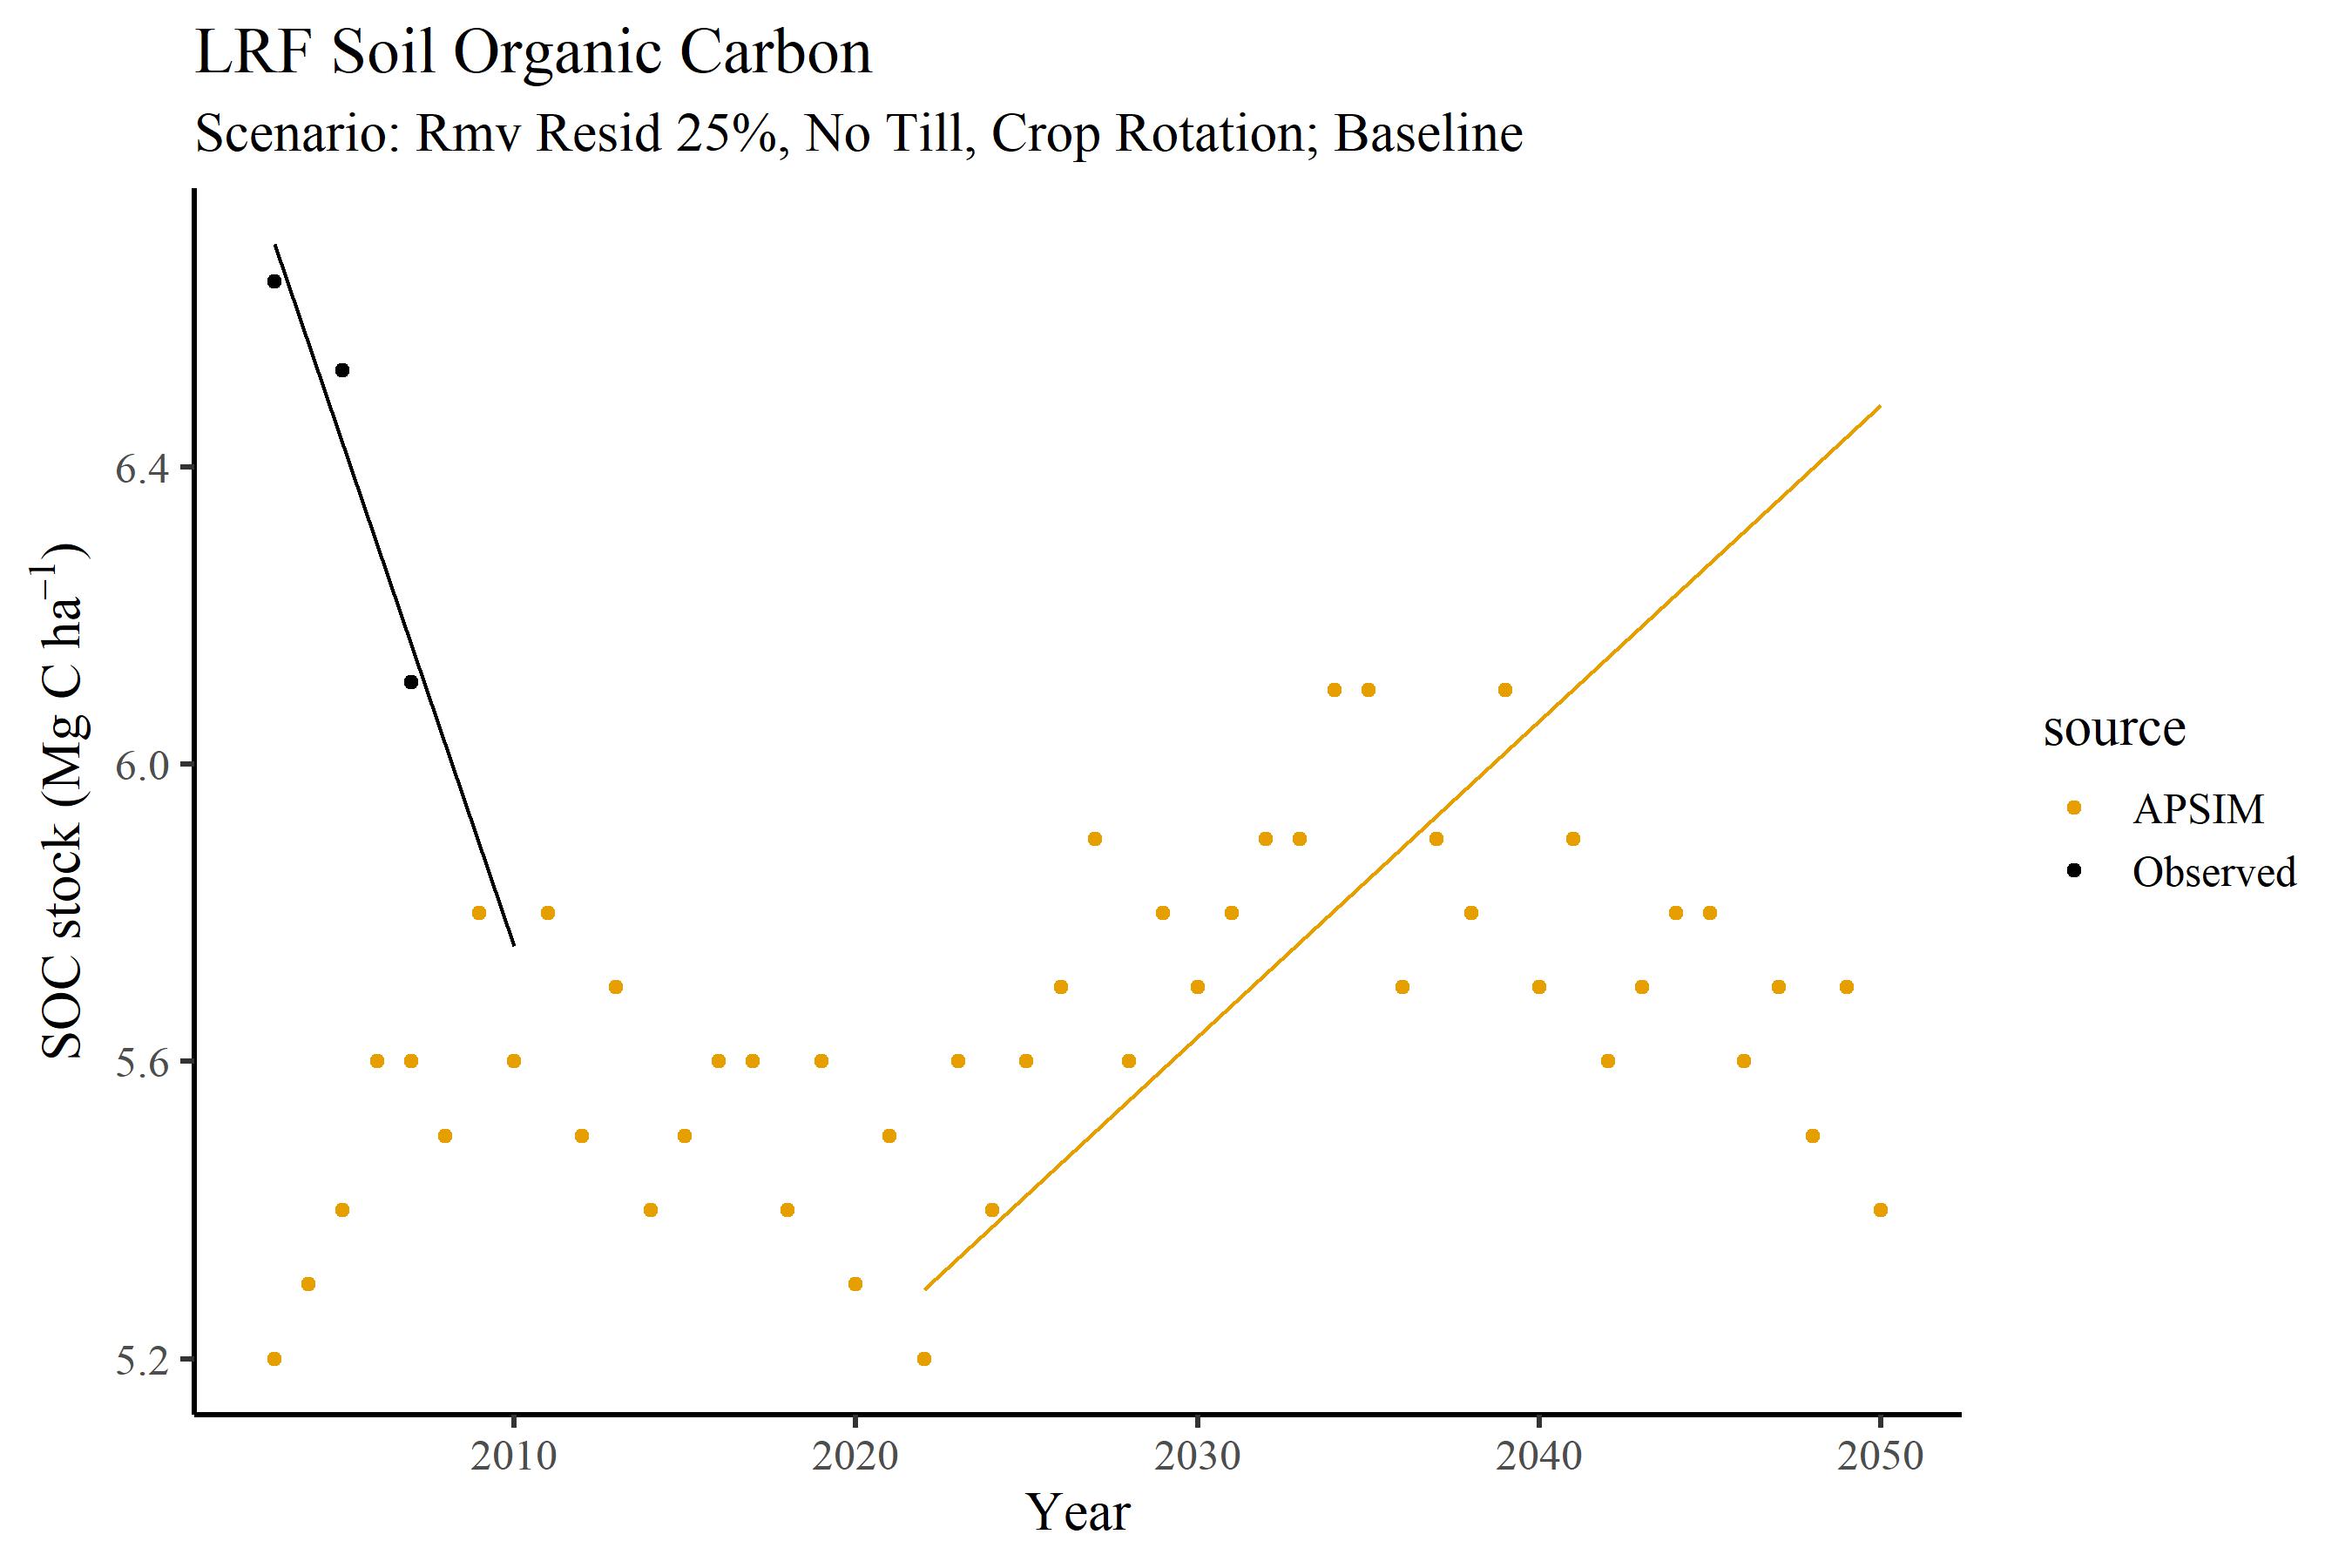 LRF Soil Organic Carbon
Scenario: Rmv Resid 25%, No Till, Crop Rotation; Baseline
SOC stock (Mg C ha⁻¹)
6.4
6.0
5.6
5.2
2010 2020 2030 2040 2050
Year
source
APSIM
Observed